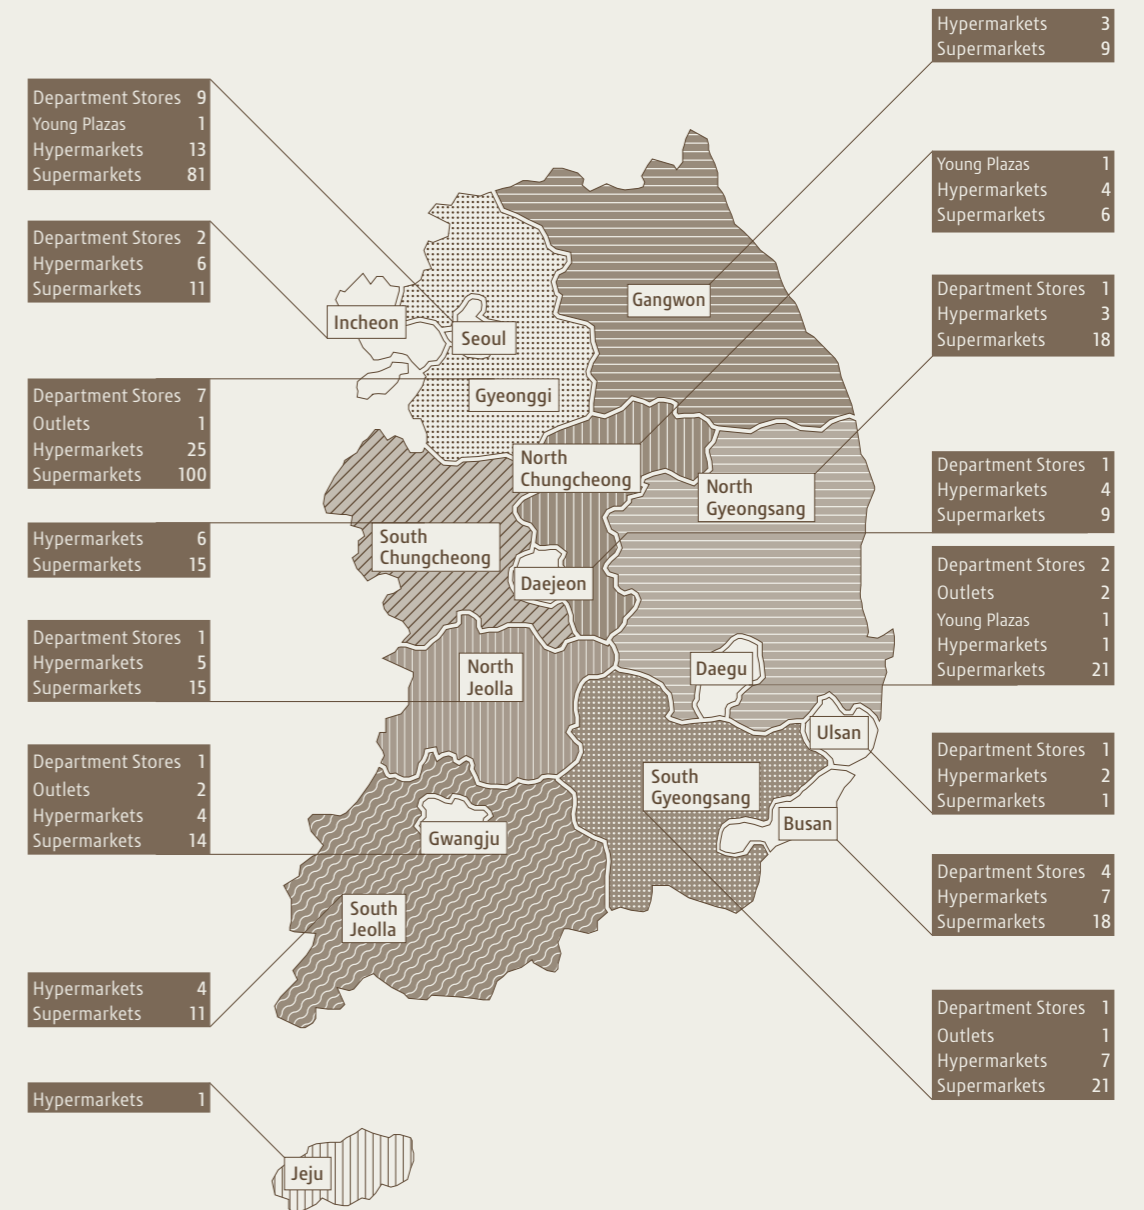 Hypermarkets 3
Supermarkets 9
Department Stores 9
Young Plazas 1
Hypermarkets 13
Supermarkets 81
Young Plazas 1
Hypermarkets 4
Supermarkets 6
Department Stores 2
Hypermarkets 6
Supermarkets 11
Department Stores 1
Hypermarkets 3
Supermarkets 18
Gangwon
Incheon
Seoul
Gyeonggi
Department Stores 7
Outlets 1
Hypermarkets 25
Supermarkets 100
North
Chungcheong
North
Gyeongsang
Department Stores 1
Hypermarkets 4
Supermarkets 9
Hypermarkets 6
Supermarkets 15
South
Chungcheong
Daejeon
Department Stores 2
Outlets 2
Young Plazas 1
Hypermarkets 1
Supermarkets 21
Department Stores 1
Hypermarkets 5
Supermarkets 15
North
Jeolla
Daegu
Ulsan
Department Stores 1
Hypermarkets 2
Supermarkets 1
Department Stores 1
Outlets 2
Hypermarkets 4
Supermarkets 14
South
Gyeongsang
Busan
Gwangju
Department Stores 4
Hypermarkets 7
Supermarkets 18
South
Jeolla
Hypermarkets 4
Supermarkets 11
Department Stores 1
Outlets 1
Hypermarkets 7
Supermarkets 21
Hypermarkets 1
Jeju